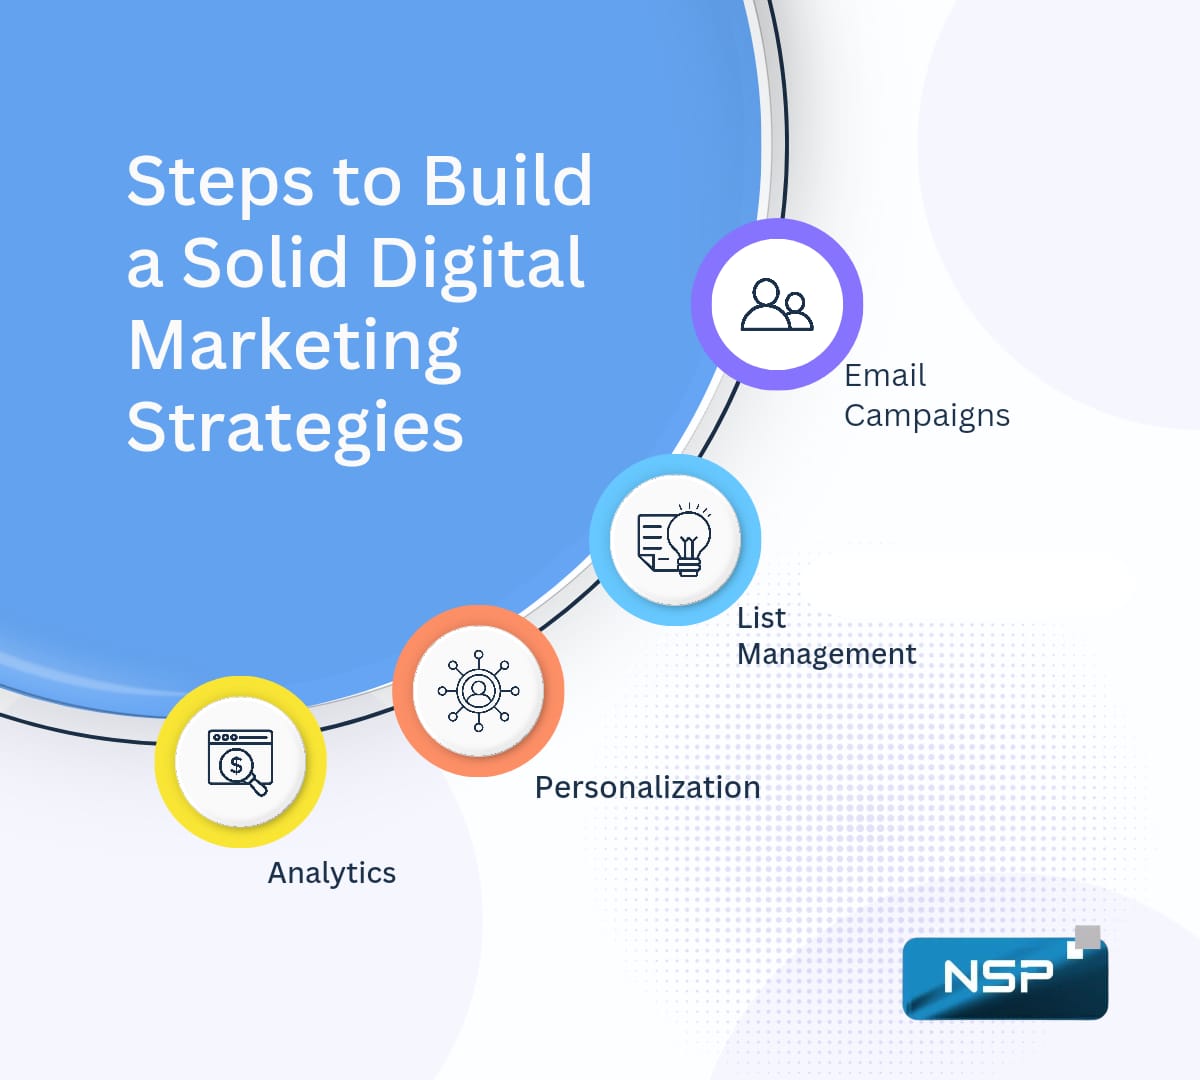 Steps to Build
a Solid Digital
Marketing
Strategies
Email
Campaigns
List
Management
Personalization
$
Analytics
NSP